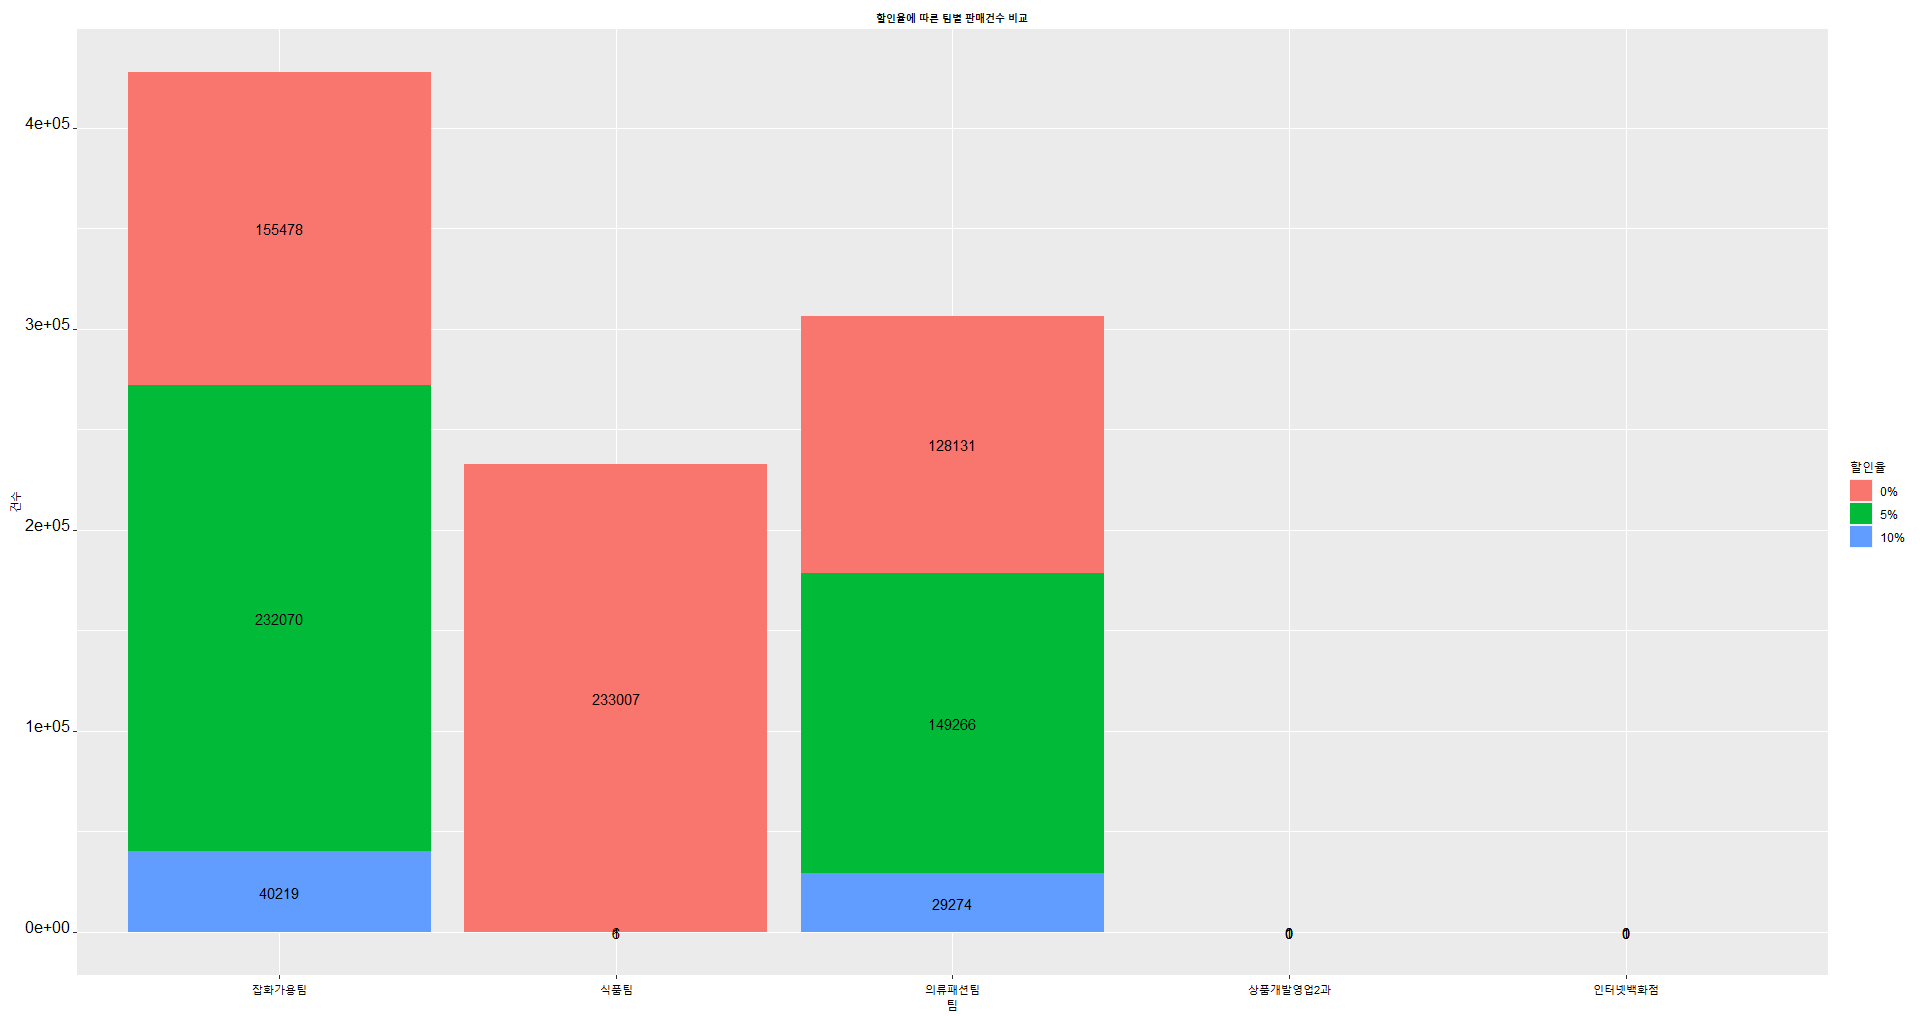 할인율에 따른 팀별 판매건수 비교
4e+05
3e+05
2e+05
1e+05
0e+00
건수
155478
232070
40219
233007
128131
149266
29274
잡화가용팀
식품팀
의류패션팀
상품개발영업2과
인터넷백화점
팀
할인율
0%
5%
10%